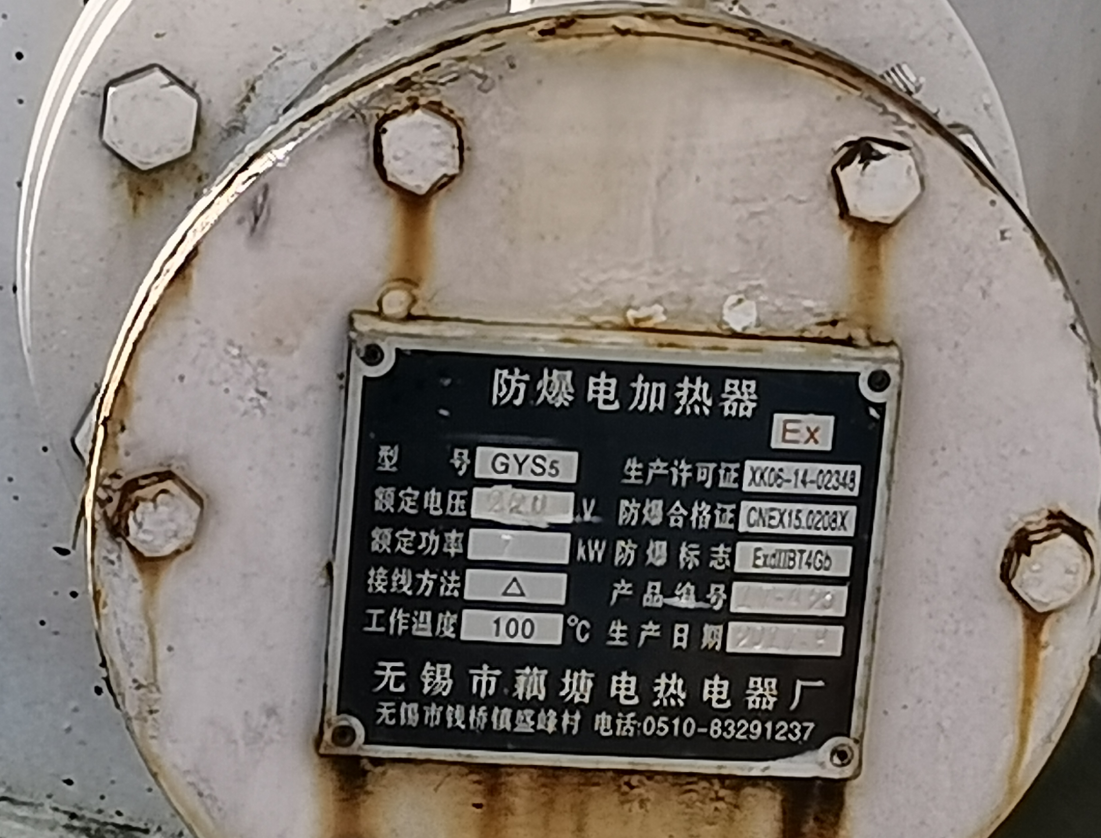 防爆电加热器
Ex
型 号 GYS5 生产许可证 XK06-14-02348
额定电压 220 V 防爆合格证 CNEX15.0208X
额定功率 7 kW 防爆标志 ExdIIBT4Gb
接线方法 △ 产品编号
工作温度 100 ℃ 生产日期
无锡市藕塘电热电器厂
无锡市钱桥镇盛峰村 电话:0510-83291237